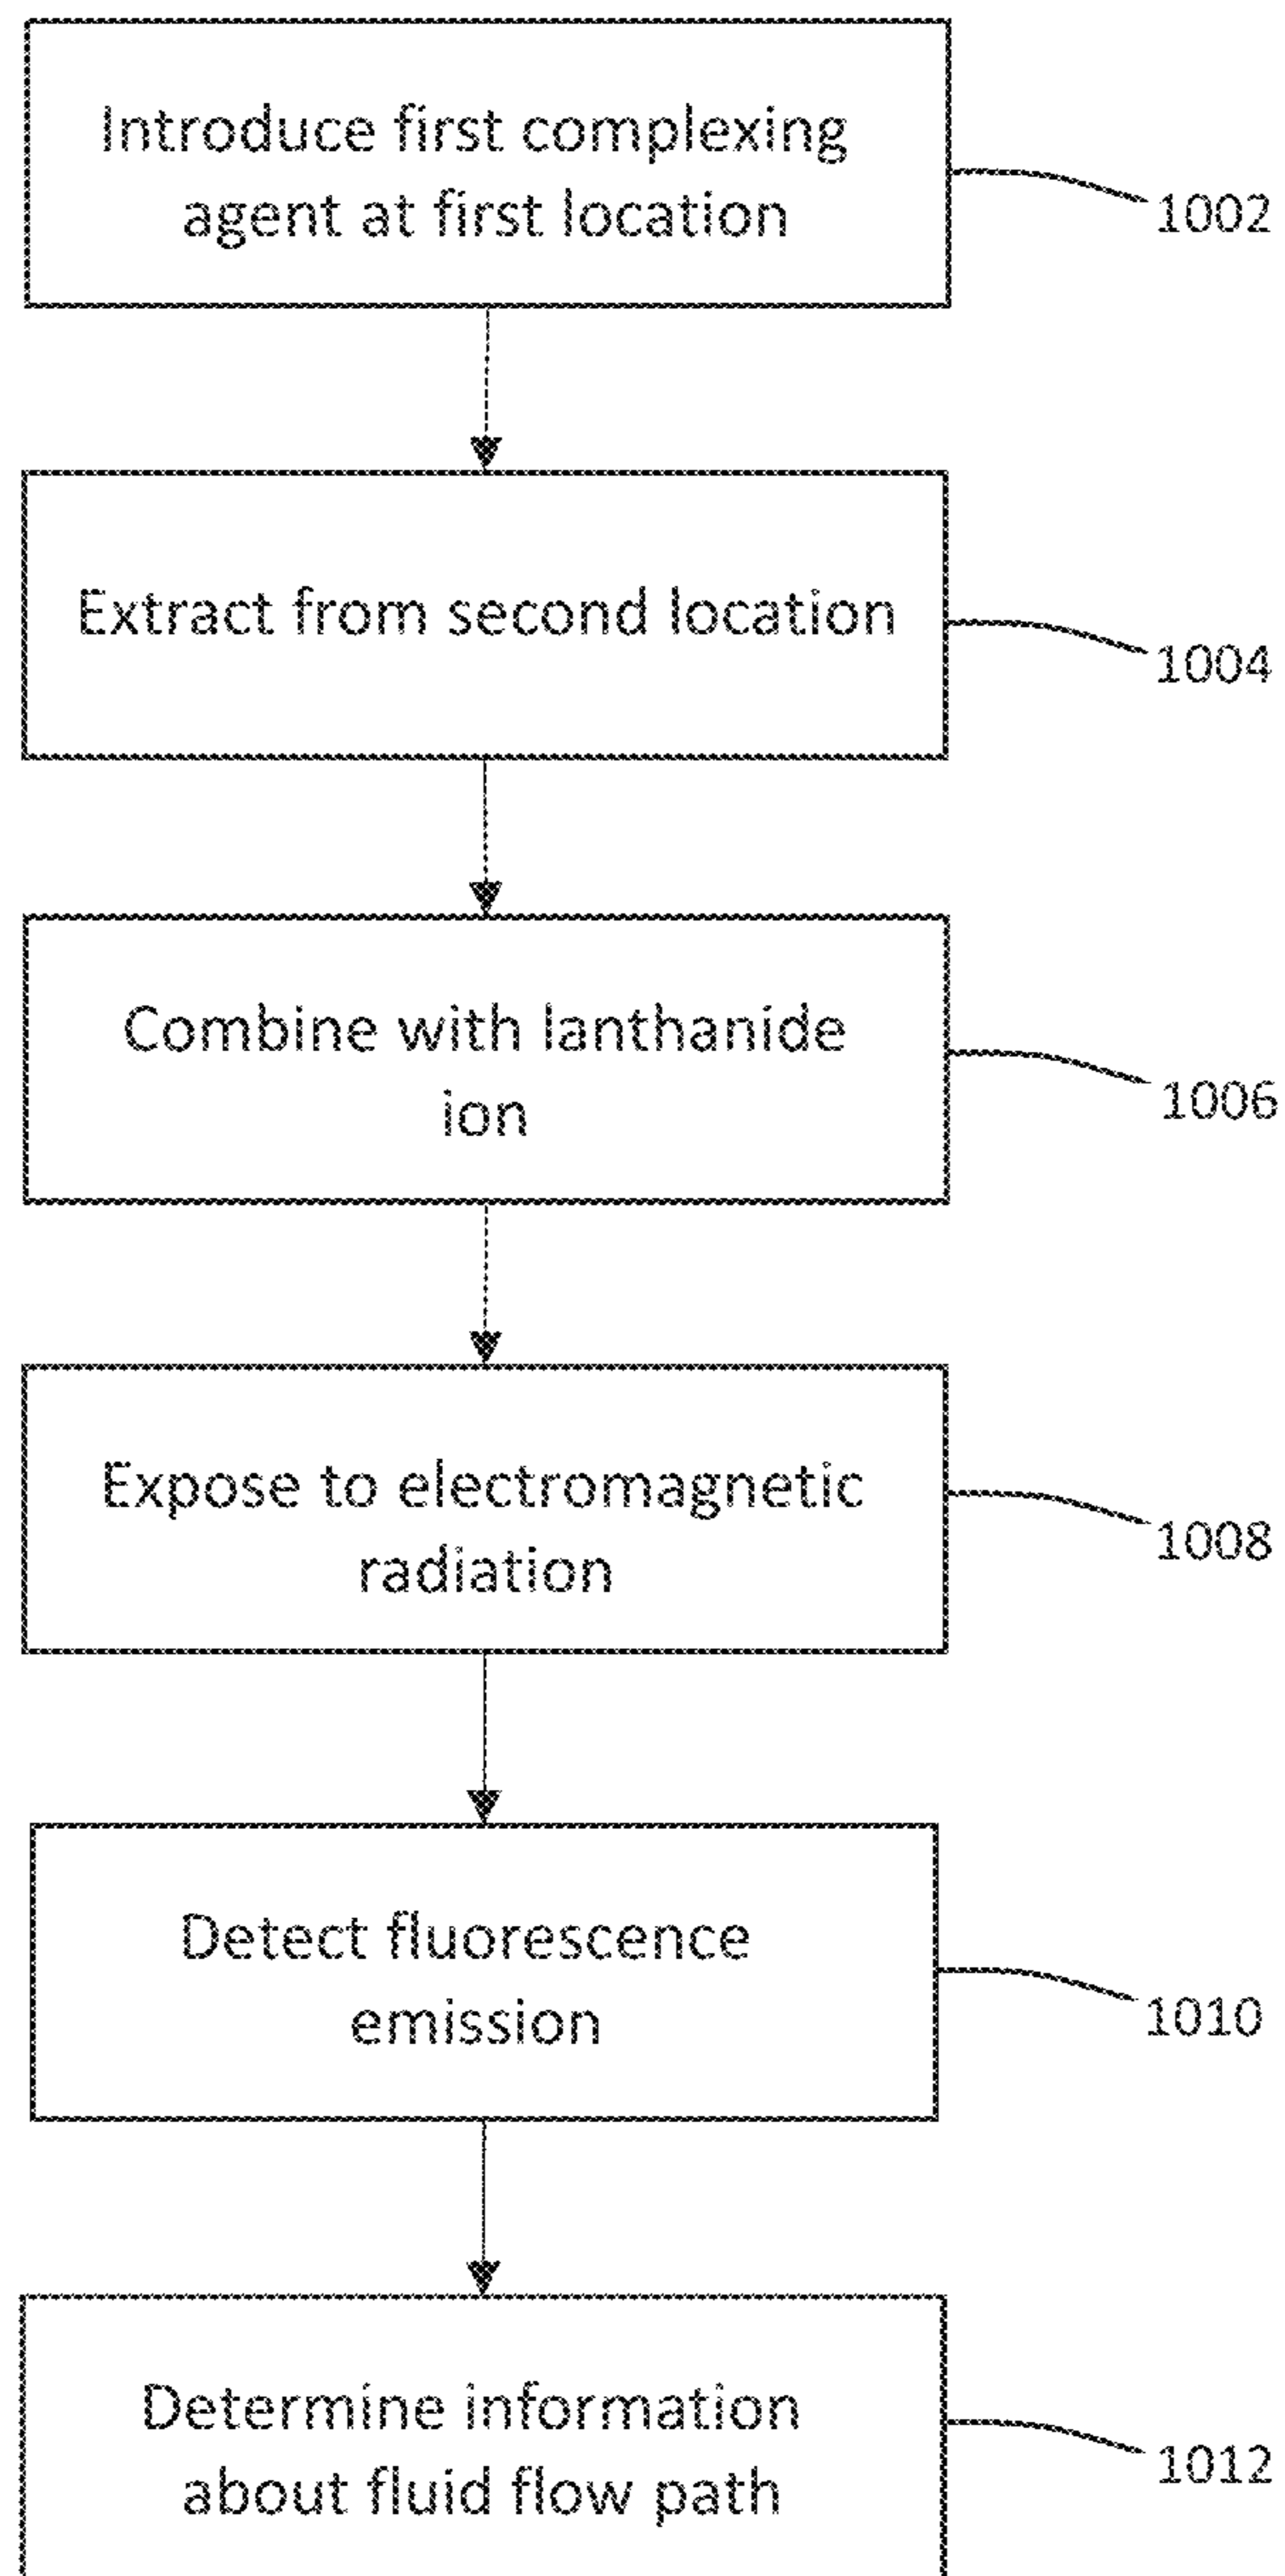 Introduce first complexing
agent at first location
1002
Extract from second location
1004
Combine with lanthanide
ion
1006
Expose to electromagnetic
radiation
1008
Detect fluorescence
emission
1010
Determine information
about fluid flow path
1012